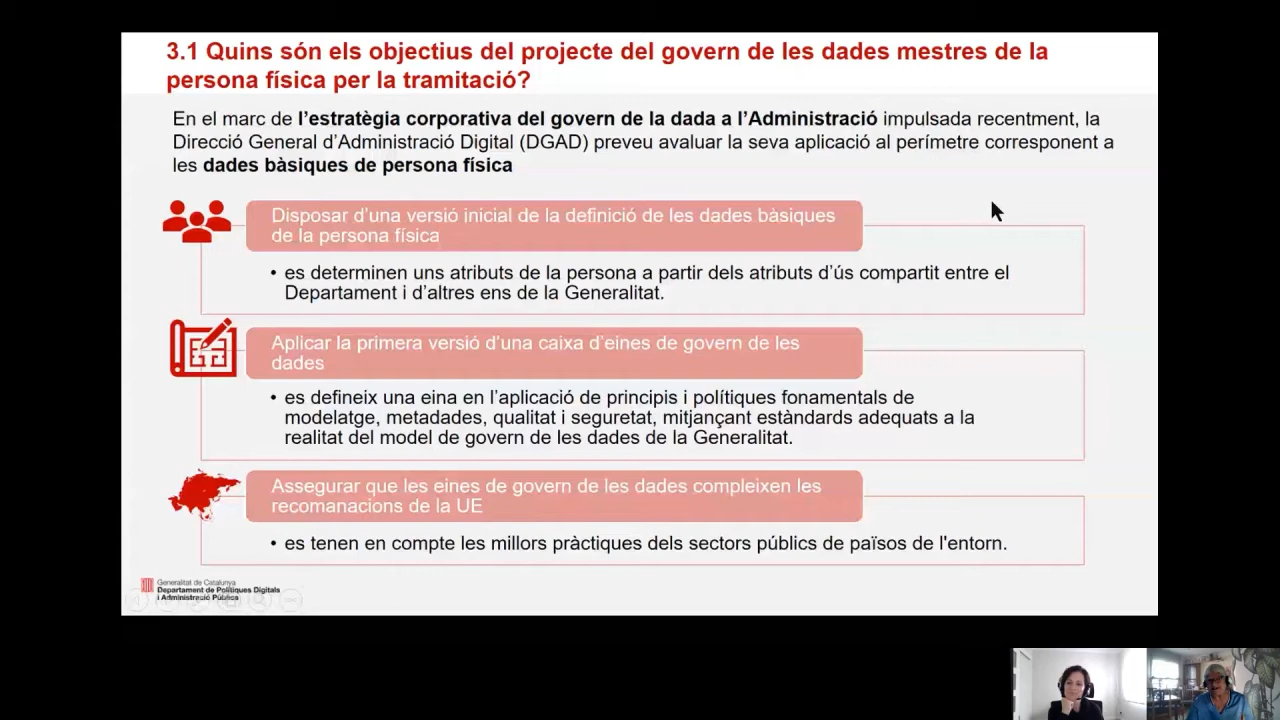 3.1 Quins són els objectius del projecte del govern de les dades mestres de la
persona física per la tramitació?
En el marc de l’estratègia corporativa del govern de la dada a l’Administració impulsada recentment, la
Direcció General d’Administració Digital (DGAD) preveu avaluar la seva aplicació al perímetre corresponent a
les dades bàsiques de persona física
Disposar d’una versió inicial de la definició de les dades bàsiques
de la persona física
• es determinen uns atributs de la persona a partir dels atributs d’ús compartit entre el
Departament i d’altres ens de la Generalitat.
Aplicar la primera versió d’una caixa d’eines de govern de les
dades
• es defineix una eina en l’aplicació de principis i polítiques fonamentals de
modelatge, metadades, qualitat i seguretat, mitjançant estàndards adequats a la
realitat del model de govern de les dades de la Generalitat.
Assegurar que les eines de govern de les dades compleixen les
recomanacions de la UE
• es tenen en compte les millors pràctiques dels sectors públics de països de l'entorn.
Generalitat de Catalunya
Departament de Polítiques Digitals
i Administració Pública